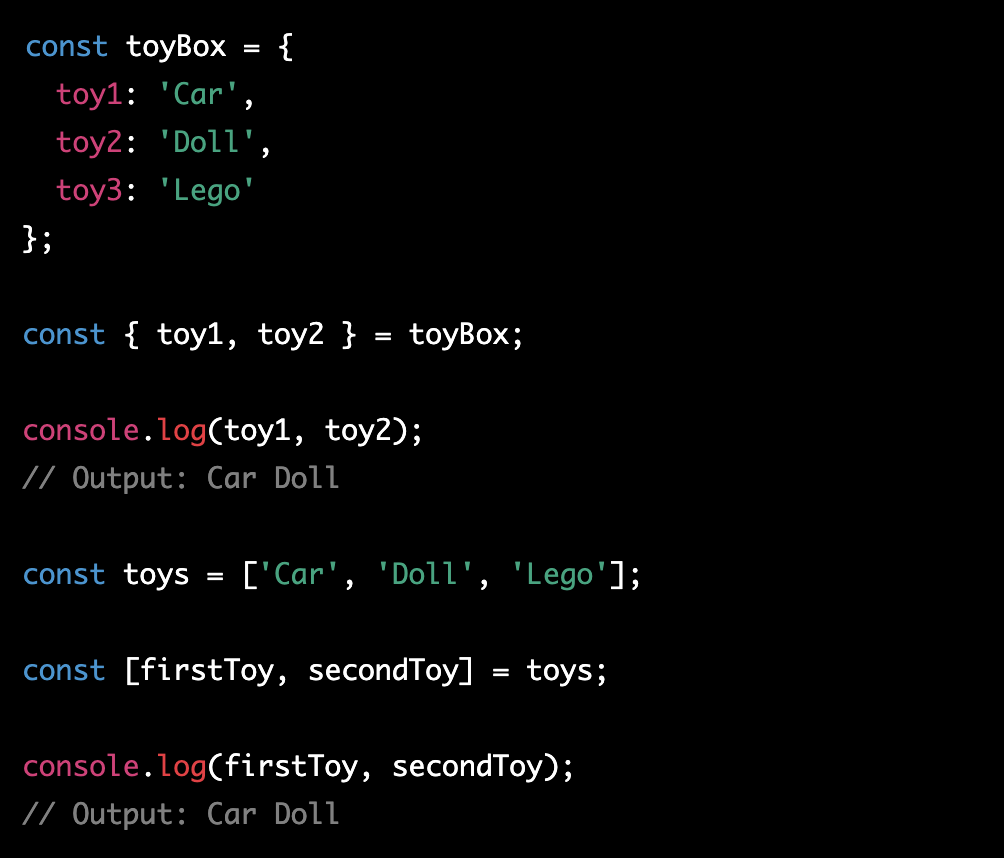 const toyBox = {
  toy1: 'Car',
  toy2: 'Doll',
  toy3: 'Lego'
};
const { toy1, toy2 } = toyBox;
console.log(toy1, toy2);
// Output: Car Doll
const toys = ['Car', 'Doll', 'Lego'];
const [firstToy, secondToy] = toys;
console.log(firstToy, secondToy);
// Output: Car Doll